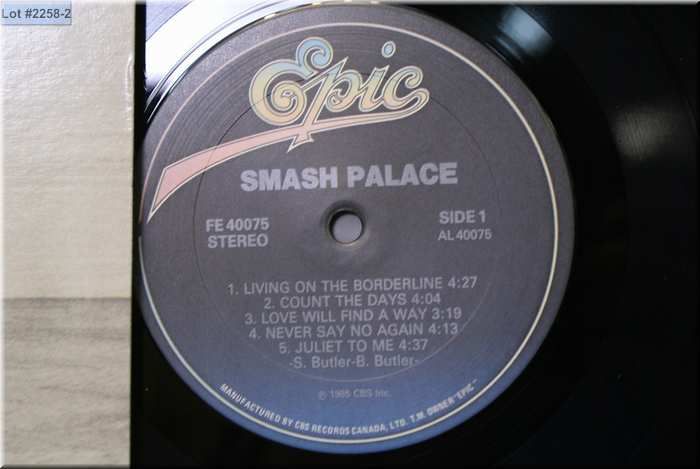 Lot #2258-2
Epic
SMASH PALACE
FE 40075
STEREO
SIDE 1
AL 40075
1. LIVING ON THE BORDERLINE 4:27
2. COUNT THE DAYS 4:04
3. LOVE WILL FIND A WAY 3:19
4. NEVER SAY NO AGAIN 4:13
5. JULIET TO ME 4:37
-S. Butler-B. Butler-
℗ 1985 CBS Inc.
MANUFACTURED BY CBS RECORDS CANADA, LTD. T.M. OWNER "EPIC"